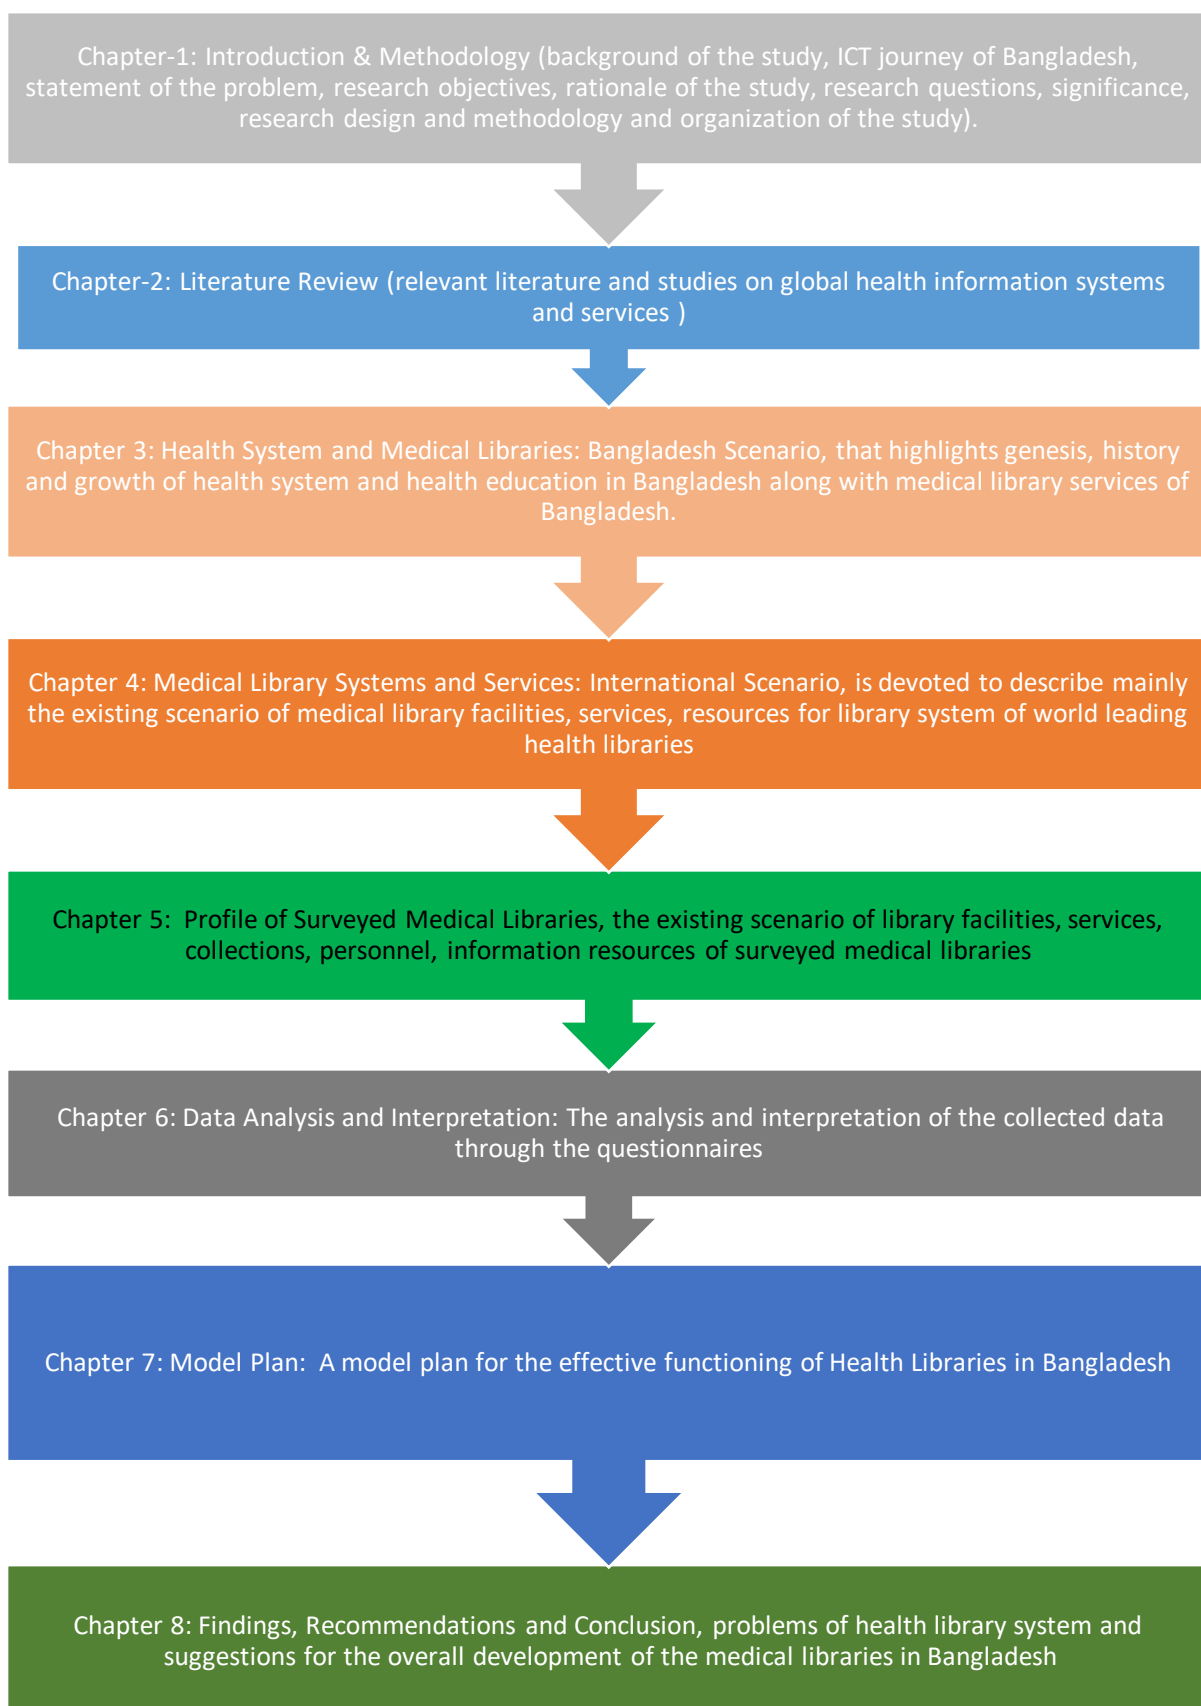 Chapter-1: Introduction & Methodology (background of the study, ICT journey of Bangladesh,
statement of the problem, research objectives, rationale of the study, research questions, significance,
research design and methodology and organization of the study).
Chapter-2: Literature Review (relevant literature and studies on global health information systems
and services )
Chapter 3: Health System and Medical Libraries: Bangladesh Scenario, that highlights genesis, history
and growth of health system and health education in Bangladesh along with medical library services of
Bangladesh.
Chapter 4: Medical Library Systems and Services: International Scenario, is devoted to describe mainly
the existing scenario of medical library facilities, services, resources for library system of world leading
health libraries
Chapter 5: Profile of Surveyed Medical Libraries, the existing scenario of library facilities, services,
collections, personnel, information resources of surveyed medical libraries
Chapter 6: Data Analysis and Interpretation: The analysis and interpretation of the collected data
through the questionnaires
Chapter 7: Model Plan: A model plan for the effective functioning of Health Libraries in Bangladesh
Chapter 8: Findings, Recommendations and Conclusion, problems of health library system and
suggestions for the overall development of the medical libraries in Bangladesh